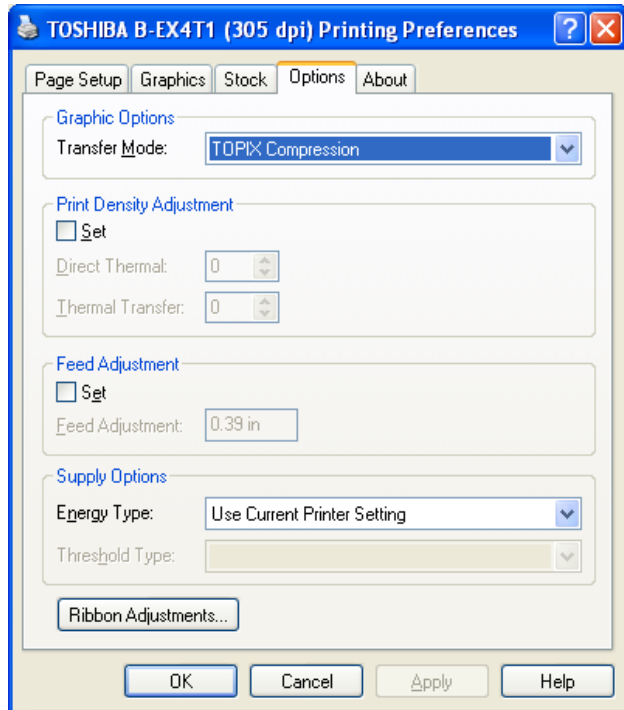 TOSHIBA B-EX4T1 (305 dpi) Printing Preferences
Page Setup Graphics Stock Options About
Graphic Options
Transfer Mode: TOPIX Compression
Print Density Adjustment
Set
Direct Thermal: 0
Thermal Transfer: 0
Feed Adjustment
Set
Feed Adjustment: 0.39 in
Supply Options
Energy Type: Use Current Printer Setting
Threshold Type:
Ribbon Adjustments...
OK Cancel Apply Help